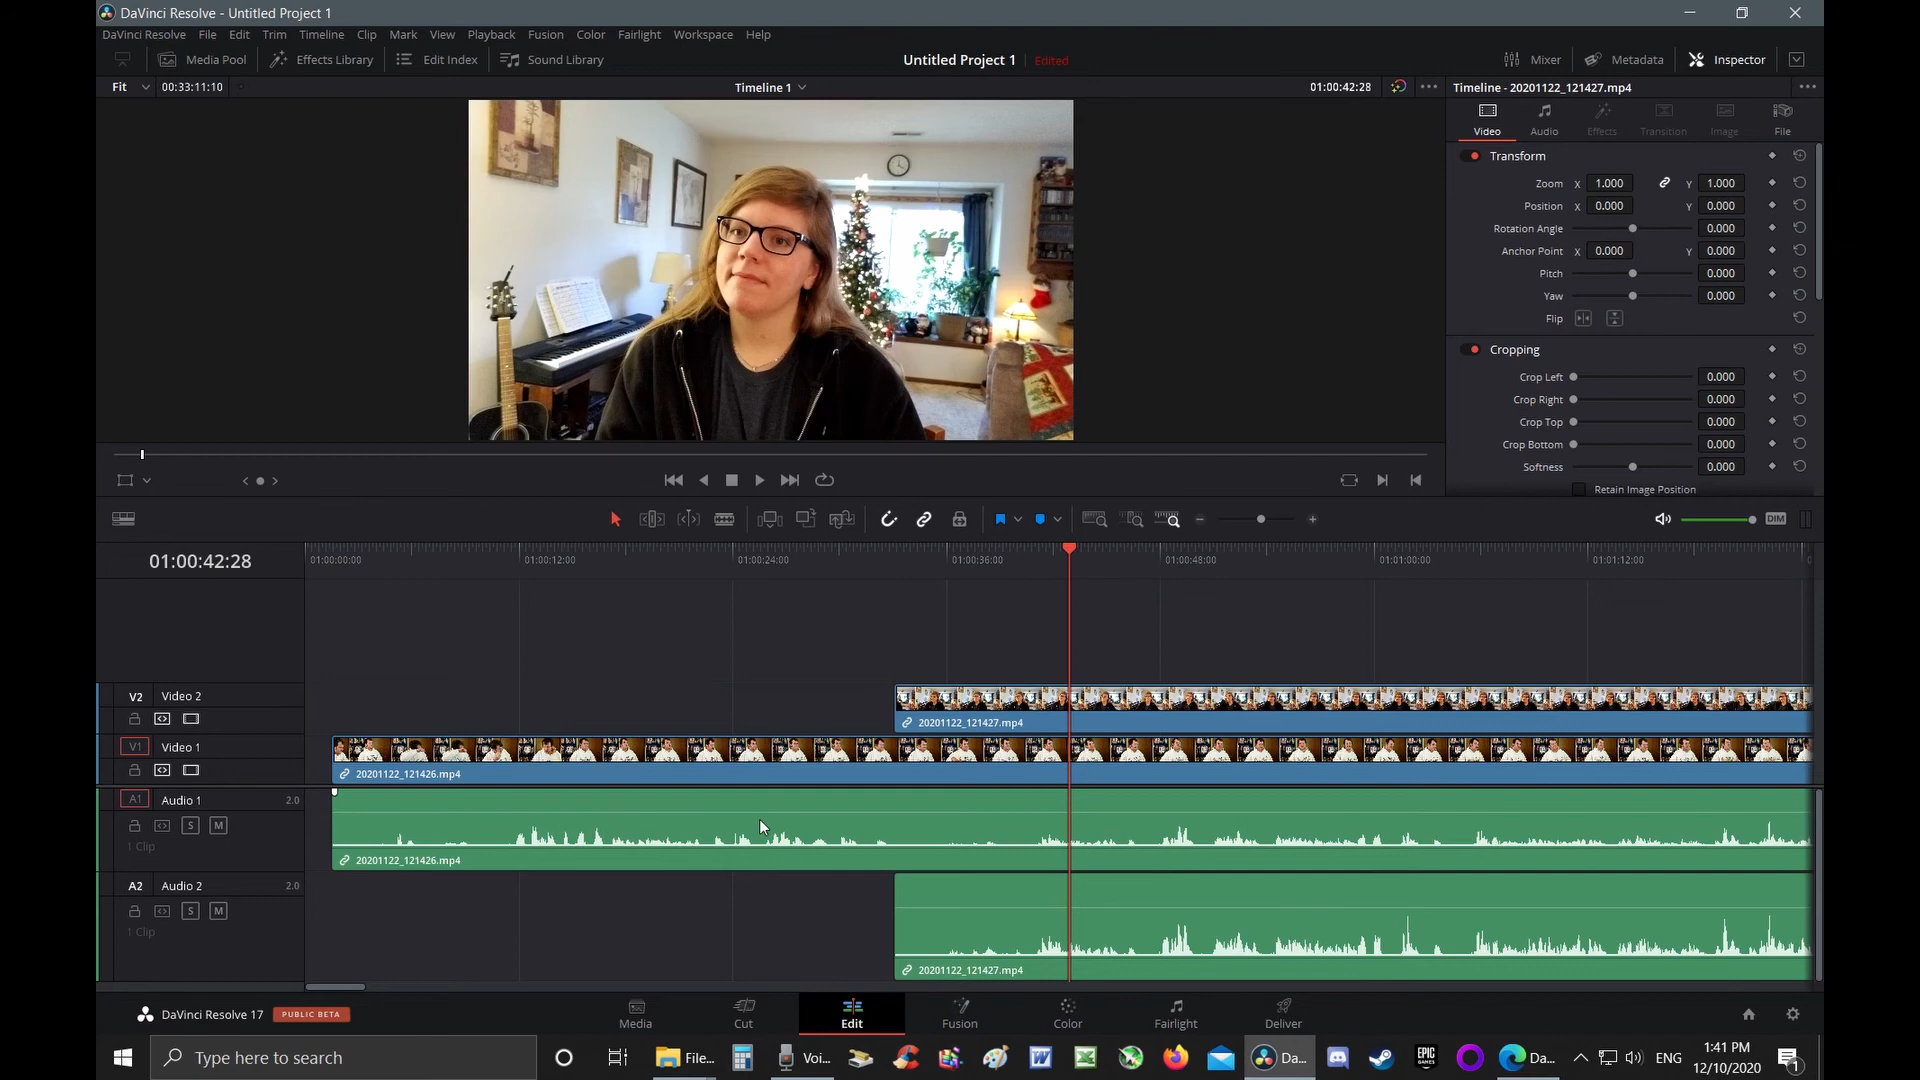 DaVinci Resolve - Untitled Project 1
DaVinci Resolve File Edit Trim Timeline Clip Mark View Playback Fusion Color Fairlight Workspace Help
Media Pool Effects Library Edit Index Sound Library Untitled Project 1 Edited Mixer Metadata Inspector
Fit 00:33:11:10 Timeline 1 01:00:42:28 Timeline - 20201122_121427.mp4
Video Audio Effects Transition Image File
Transform
Zoom X 1.000 Y 1.000
Position X 0.000 Y 0.000
Rotation Angle 0.000
Anchor Point X 0.000 Y 0.000
Pitch 0.000
Yaw 0.000
Flip
Cropping
Crop Left 0.000
Crop Right 0.000
Crop Top 0.000
Crop Bottom 0.000
Softness 0.000
Retain Image Position
DIM
01:00:42:28 01:00:00:00 01:00:12:00 01:00:24:00 01:00:36:00 01:00:48:00 01:01:00:00 01:01:12:00
V2 Video 2
20201122_121427.mp4
V1 Video 1
20201122_121426.mp4
A1 Audio 1 2.0
S M
1 Clip
20201122_121426.mp4
A2 Audio 2 2.0
S M
1 Clip
20201122_121427.mp4
DaVinci Resolve 17 PUBLIC BETA Media Cut Edit Fusion Color Fairlight Deliver
Type here to search File... Voi... EPIC GAMES Da... Da... ENG 1:41 PM
12/10/2020
1